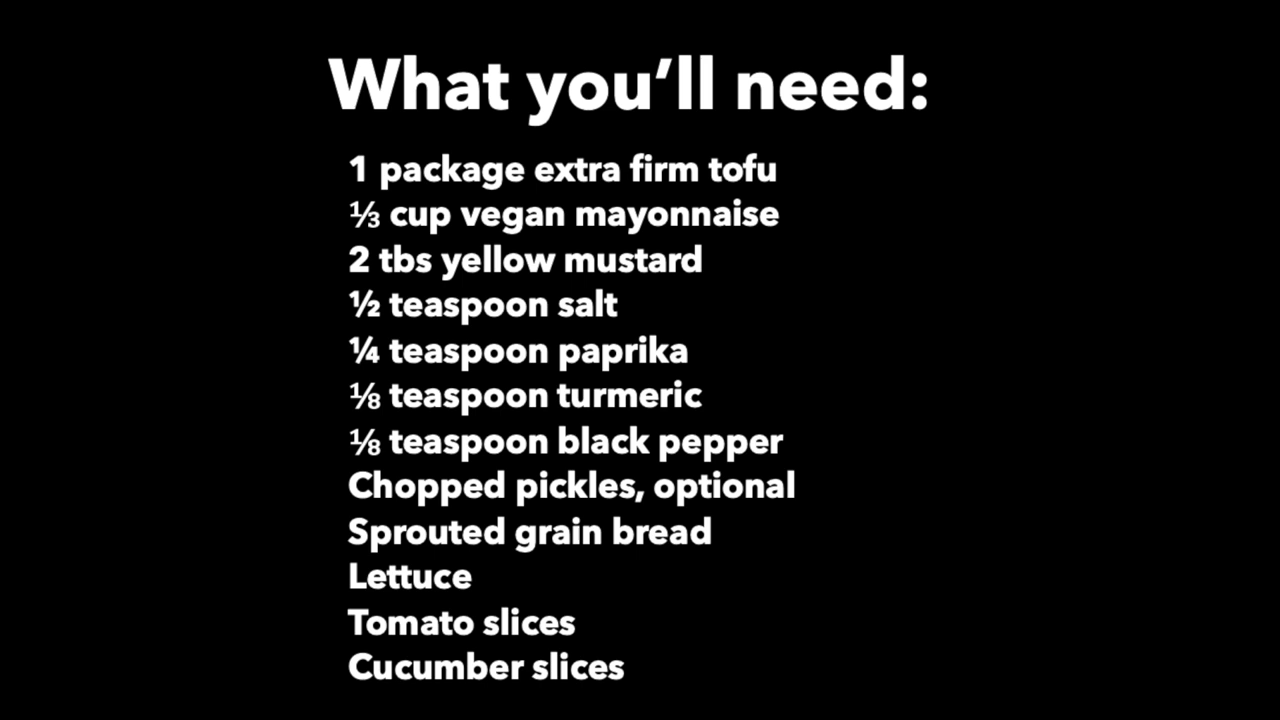 What you’ll need:
1 package extra firm tofu
⅓ cup vegan mayonnaise
2 tbs yellow mustard
½ teaspoon salt
¼ teaspoon paprika
⅛ teaspoon turmeric
⅛ teaspoon black pepper
Chopped pickles, optional
Sprouted grain bread
Lettuce
Tomato slices
Cucumber slices